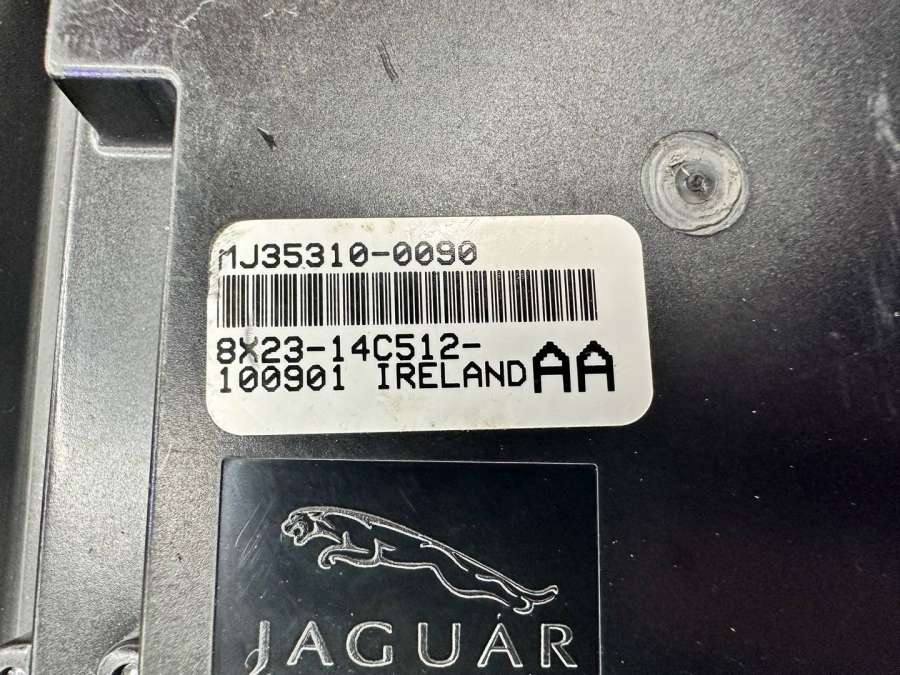 MJ35310-0090
8X23-14C512-
100901 IRELAND AA
JAGUAR